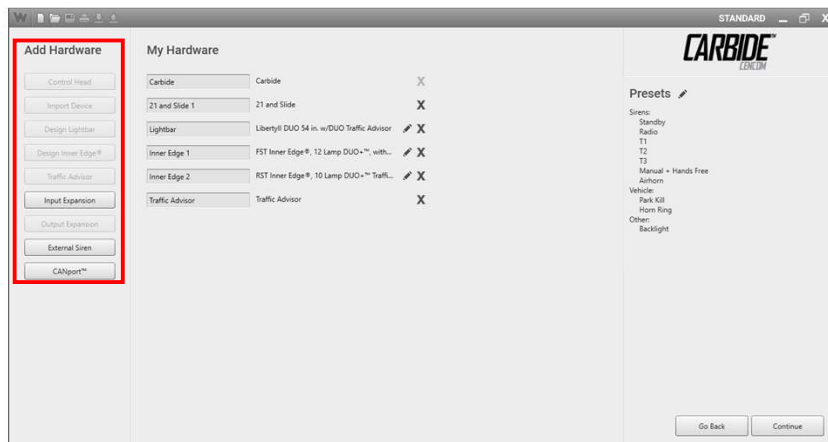 STANDARD
Add Hardware
Control Head
Import Device
Design Lightbar
Design Inner Edge®
Traffic Advisor
Input Expansion
Output Expansion
External Siren
CANport™
My Hardware
Carbide Carbide X
21 and Slide 1 21 and Slide X
Lightbar LibertyII DUO 54 in. w/DUO Traffic Advisor X
Inner Edge 1 FST Inner Edge®, 12 Lamp DUO+™, with... X
Inner Edge 2 RST Inner Edge®, 10 Lamp DUO+™ Traffi... X
Traffic Advisor Traffic Advisor X
CARBIDE™
CENCOM
Presets
Sirens:
Standby
Radio
T1
T2
T3
Manual + Hands Free
Airhorn
Vehicle:
Park Kill
Horn Ring
Other:
Backlight
Go Back Continue